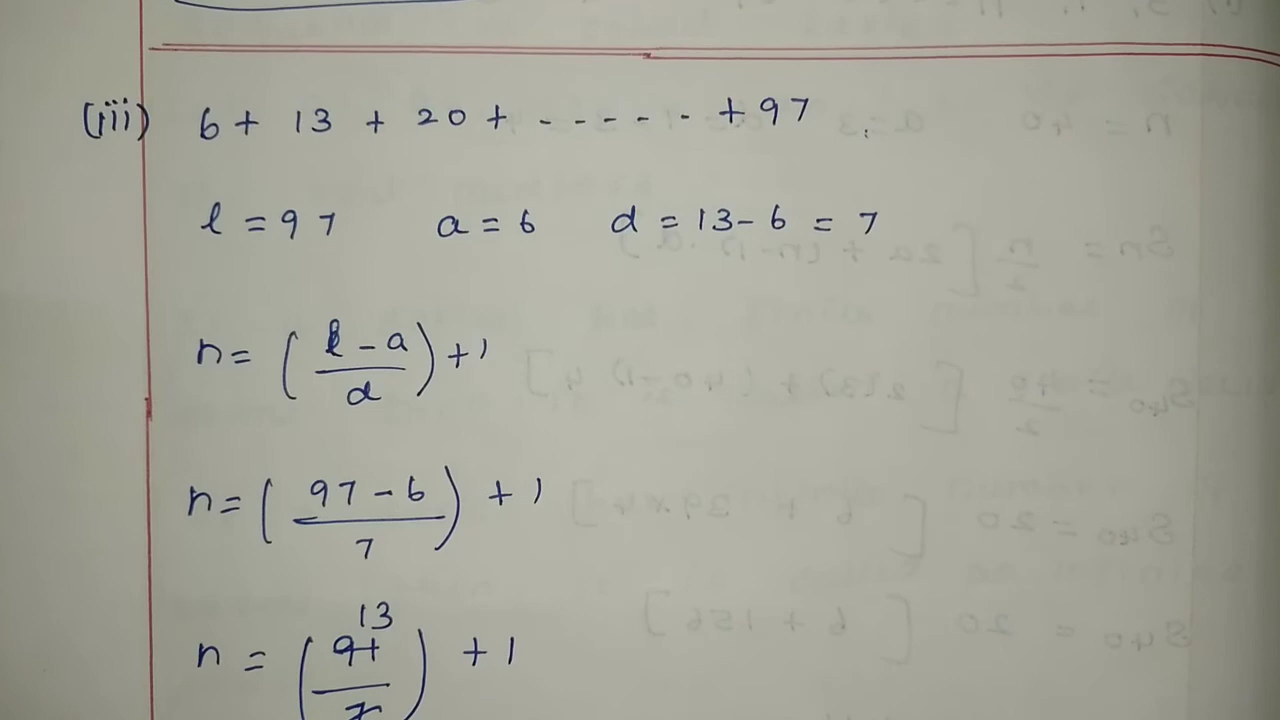 (iii) 6 + 13 + 20 + - - - - - - + 97
l = 97 a = 6 d = 13 - 6 = 7
n = ( l - a / d ) + 1
n = ( 97 - 6 / 7 ) + 1
13
n = ( 91 / 7 ) + 1